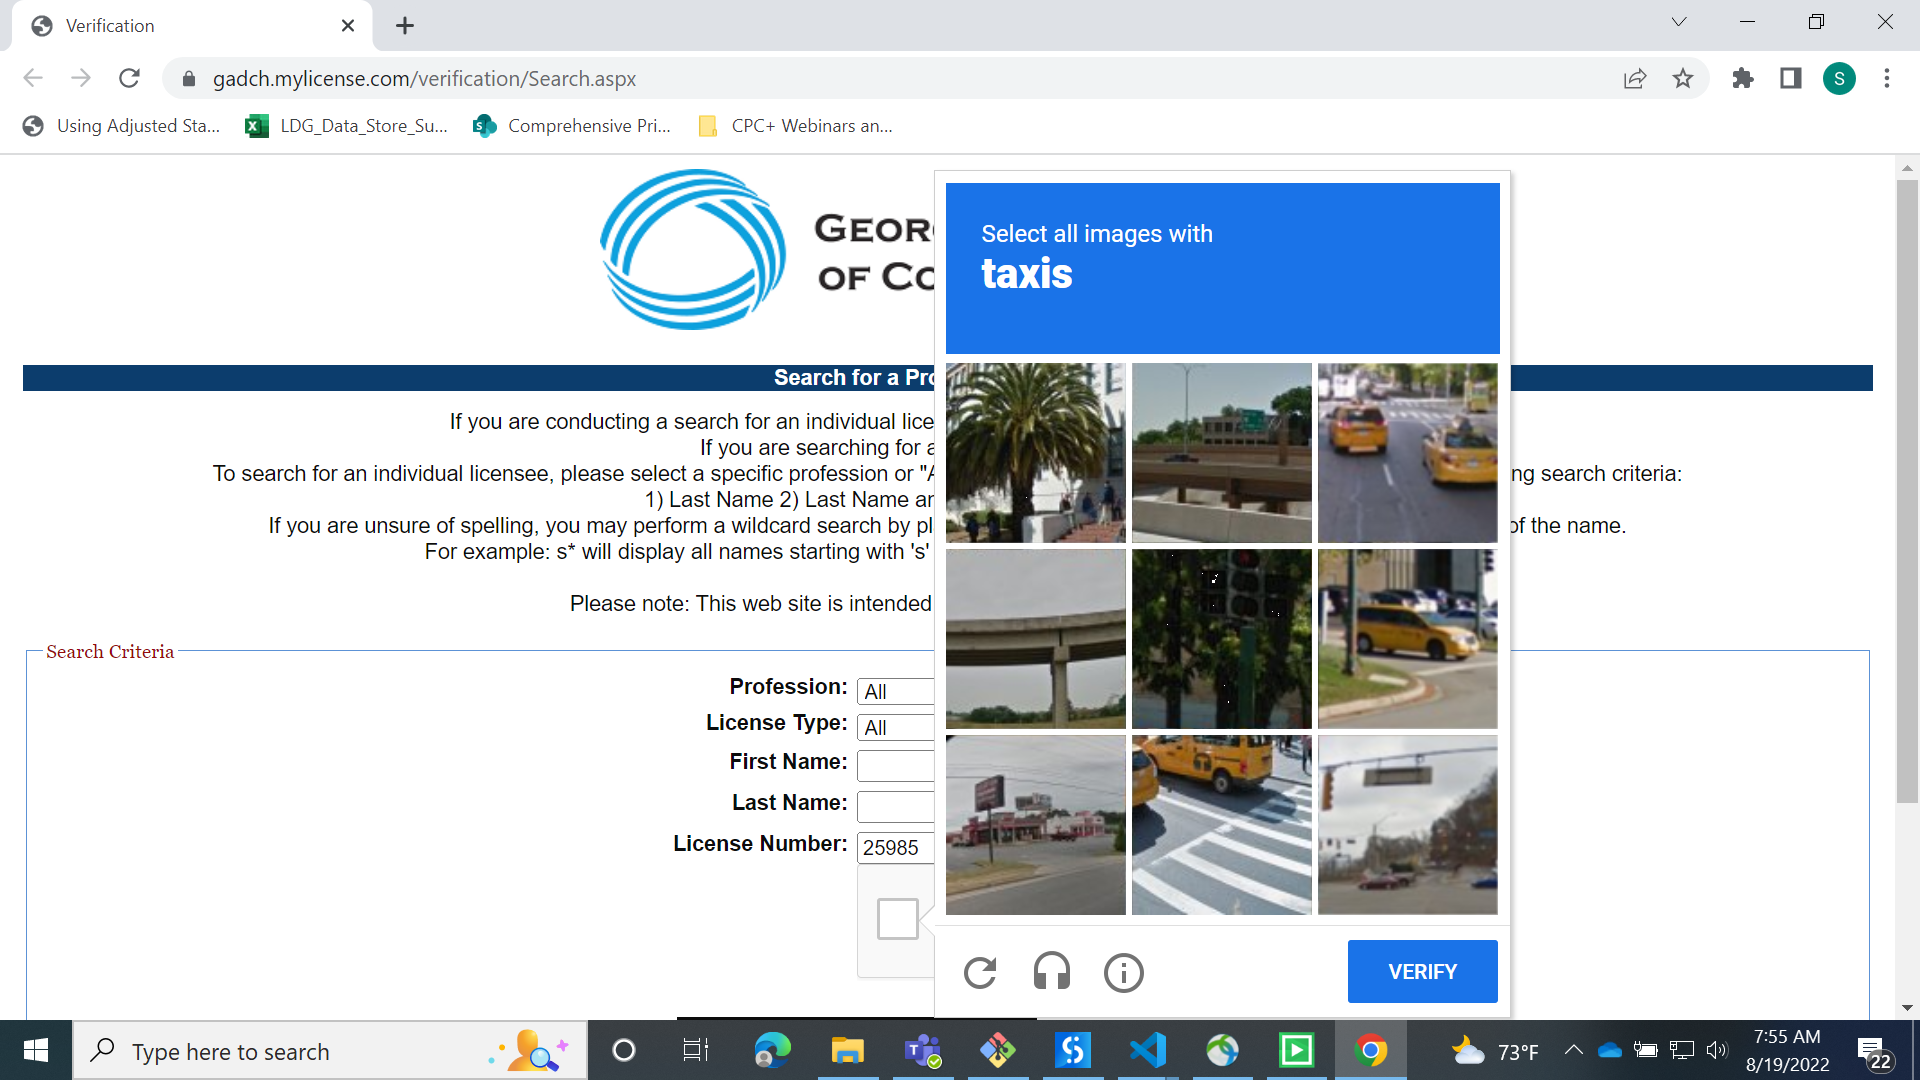 Verification
gadch.mylicense.com/verification/Search.aspx
S
Using Adjusted Sta...
LDG_Data_Store_Su...
Comprehensive Pri...
CPC+ Webinars an...
GEOR
OF CO
Search for a Pro
If you are conducting a search for an individual lice
If you are searching for a
To search for an individual licensee, please select a specific profession or "A
ng search criteria:
1) Last Name 2) Last Name an
If you are unsure of spelling, you may perform a wildcard search by pl
of the name.
For example: s* will display all names starting with 's'
Please note: This web site is intended
Search Criteria
Profession:
All
License Type:
All
First Name:
Last Name:
License Number:
25985
Select all images with
taxis
VERIFY
Type here to search
73°F
7:55 AM
8/19/2022
22